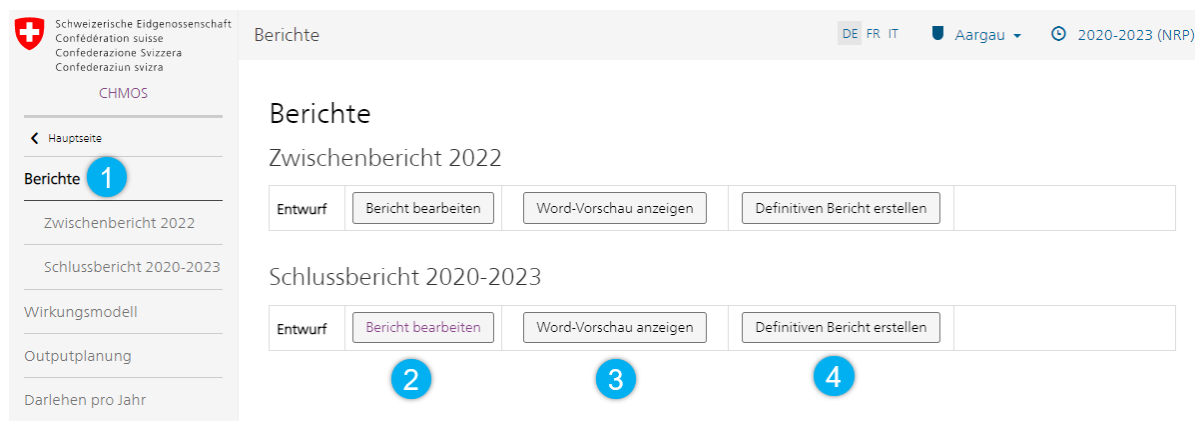 Schweizerische Eidgenossenschaft
Confédération suisse
Confederazione Svizzera
Confederaziun svizra
CHMOS
Hauptseite
Berichte 1
Zwischenbericht 2022
Schlussbericht 2020-2023
Wirkungsmodell
Outputplanung
Darlehen pro Jahr
Berichte DE FR IT Aargau 2020-2023 (NRP)
Berichte
Zwischenbericht 2022
Entwurf Bericht bearbeiten Word-Vorschau anzeigen Definitiven Bericht erstellen
Schlussbericht 2020-2023
Entwurf Bericht bearbeiten Word-Vorschau anzeigen Definitiven Bericht erstellen
2 3 4